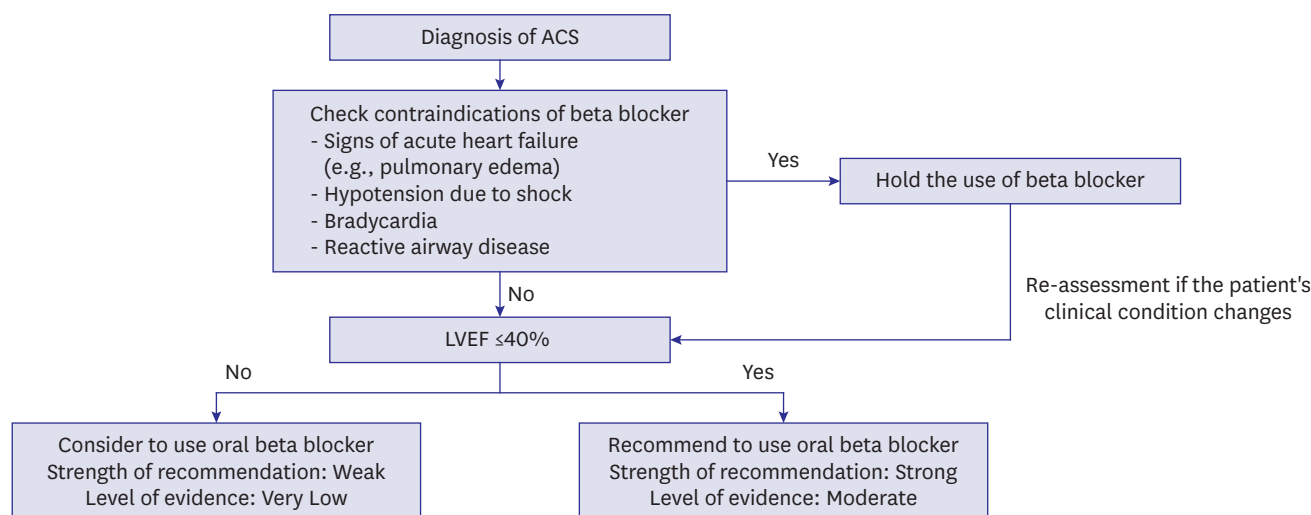 Diagnosis of ACS
Check contraindications of beta blocker
- Signs of acute heart failure
(e.g., pulmonary edema)
- Hypotension due to shock
- Bradycardia
- Reactive airway disease
Yes
Hold the use of beta blocker
No
Re-assessment if the patient's
clinical condition changes
LVEF ≤40%
No
Yes
Consider to use oral beta blocker
Strength of recommendation: Weak
Level of evidence: Very Low
Recommend to use oral beta blocker
Strength of recommendation: Strong
Level of evidence: Moderate